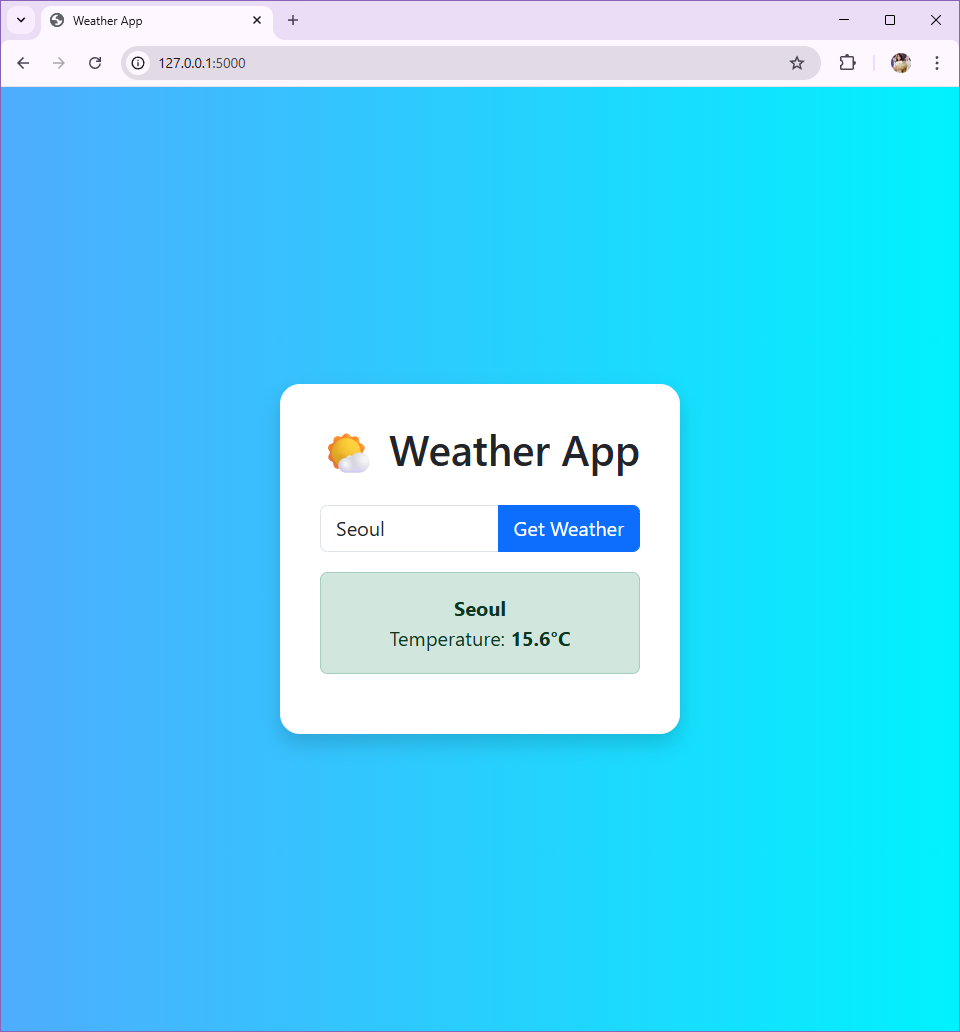 Weather App
127.0.0.1:5000
Weather App
Seoul Get Weather
Seoul
Temperature: 15.6°C